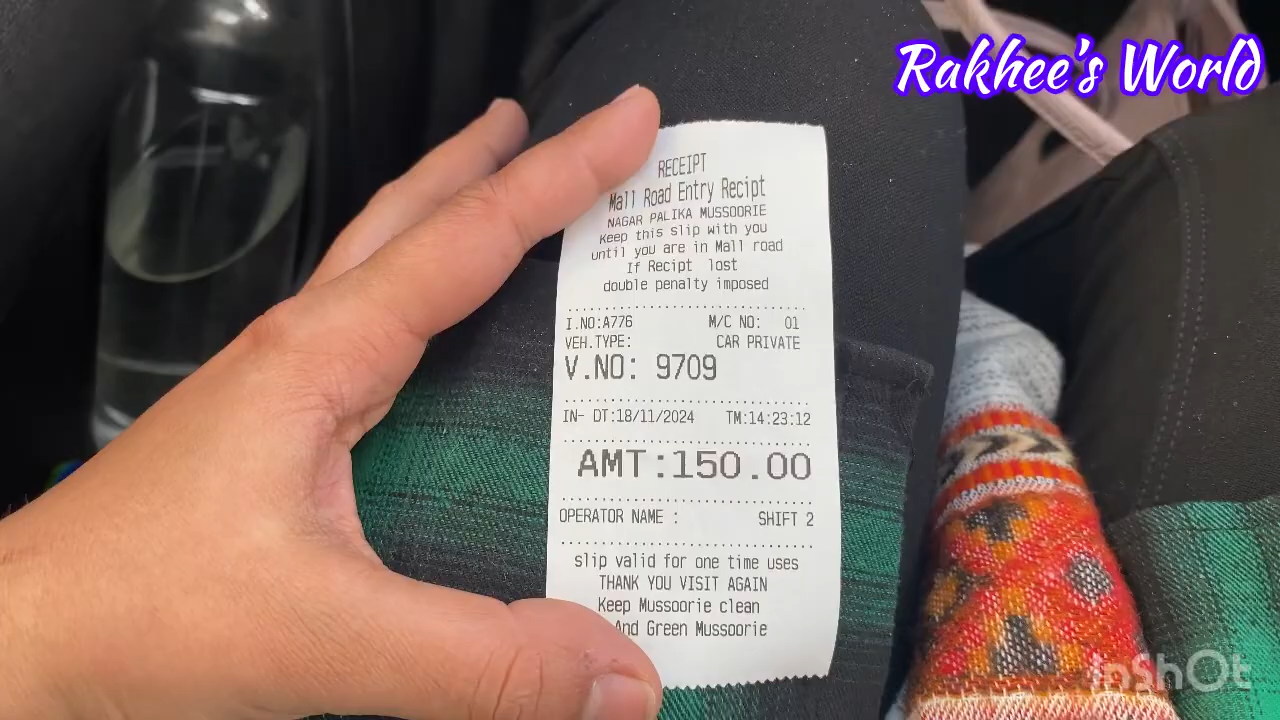 Rakhee's World
RECEIPT
Mall Road Entry Recipt
NAGAR PALIKA MUSSOORIE
Keep this slip with you
until you are in Mall road
If Recipt lost
double penalty imposed
I.NO:A776 M/C NO: 01
VEH.TYPE: CAR PRIVATE
V.NO: 9709
IN- DT:18/11/2024 TM:14:23:12
AMT:150.00
OPERATOR NAME : SHIFT 2
slip valid for one time uses
THANK YOU VISIT AGAIN
Keep Mussoorie clean
And Green Mussoorie
InShOt